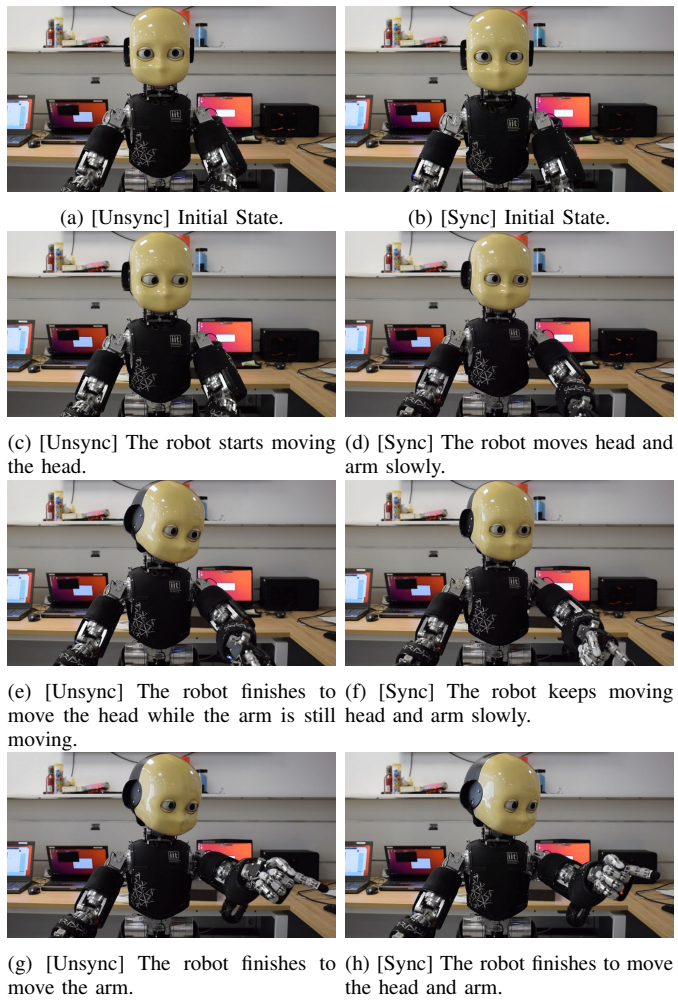 (a) [Unsync] Initial State.
(b) [Sync] Initial State.
(c) [Unsync] The robot starts moving
the head.
(d) [Sync] The robot moves head and
arm slowly.
(e) [Unsync] The robot finishes to
move the head while the arm is still
moving.
(f) [Sync] The robot keeps moving
head and arm slowly.
(g) [Unsync] The robot finishes to
move the arm.
(h) [Sync] The robot finishes to move
the head and arm.